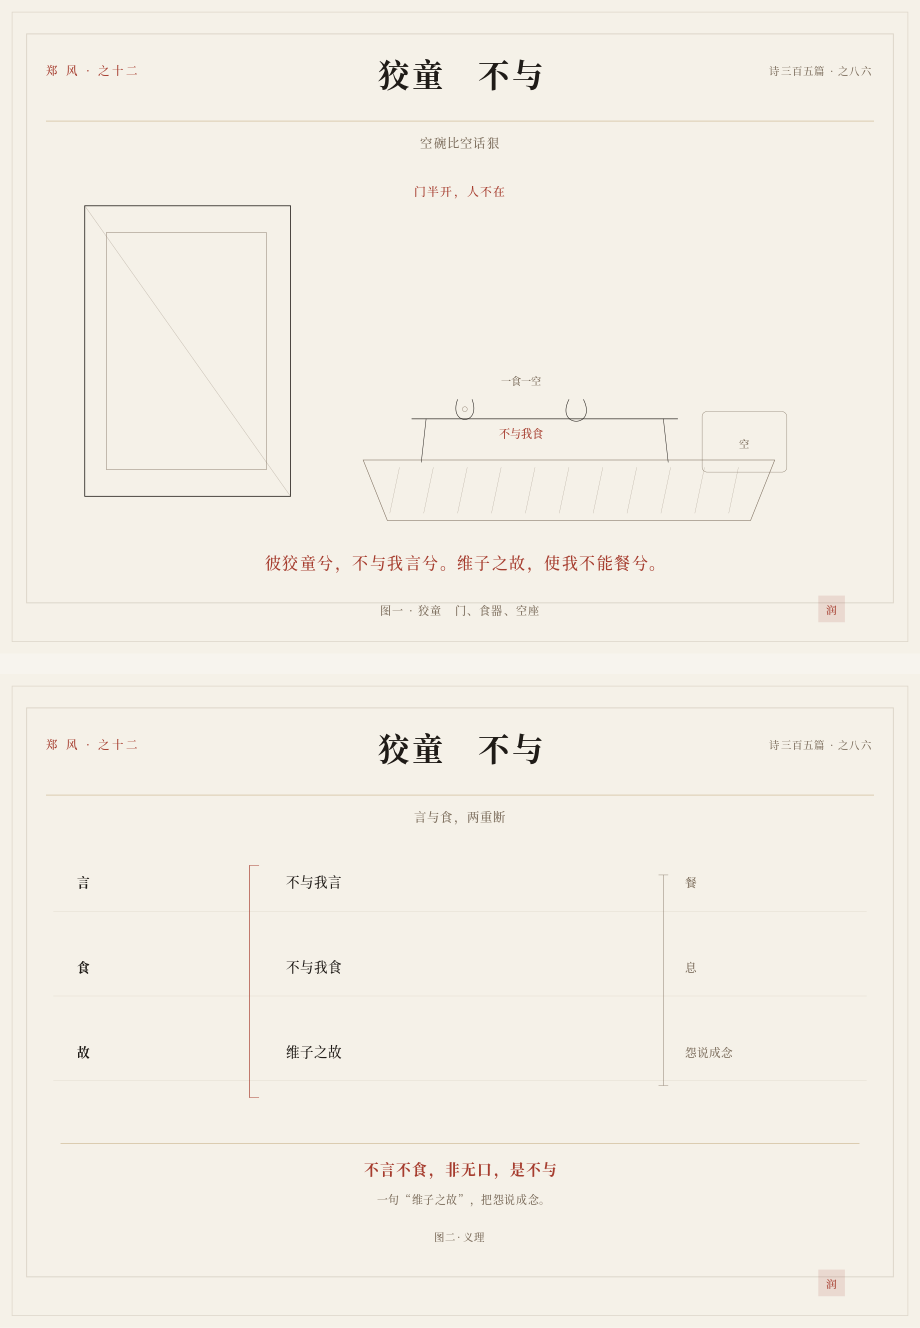 郑 风 · 之十二
狡童 不与
诗三百五篇 · 之八六
空碗比空话狠
门半开，人不在
一食一空
不与我食
空
彼狡童兮，不与我言兮。维子之故，使我不能餐兮。
图一 · 狡童 门、食器、空座
润
郑 风 · 之十二
狡童 不与
诗三百五篇 · 之八六
言与食，两重断
言 不与我言 餐
食 不与我食 息
故 维子之故 怨说成念
不言不食，非无口，是不与
一句“维子之故”，把怨说成念。
图二 · 义理
润